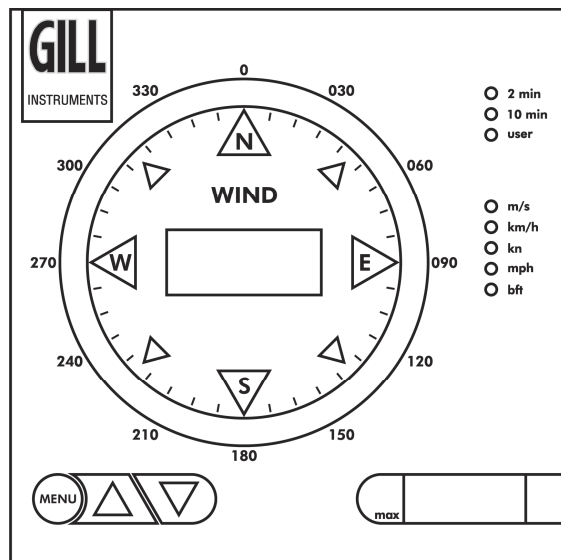 GILL
INSTRUMENTS
0
330
030
300
060
270
090
240
120
210
150
180
N
WIND
W
E
S
2 min
10 min
user
m/s
km/h
kn
mph
bft
MENU
max